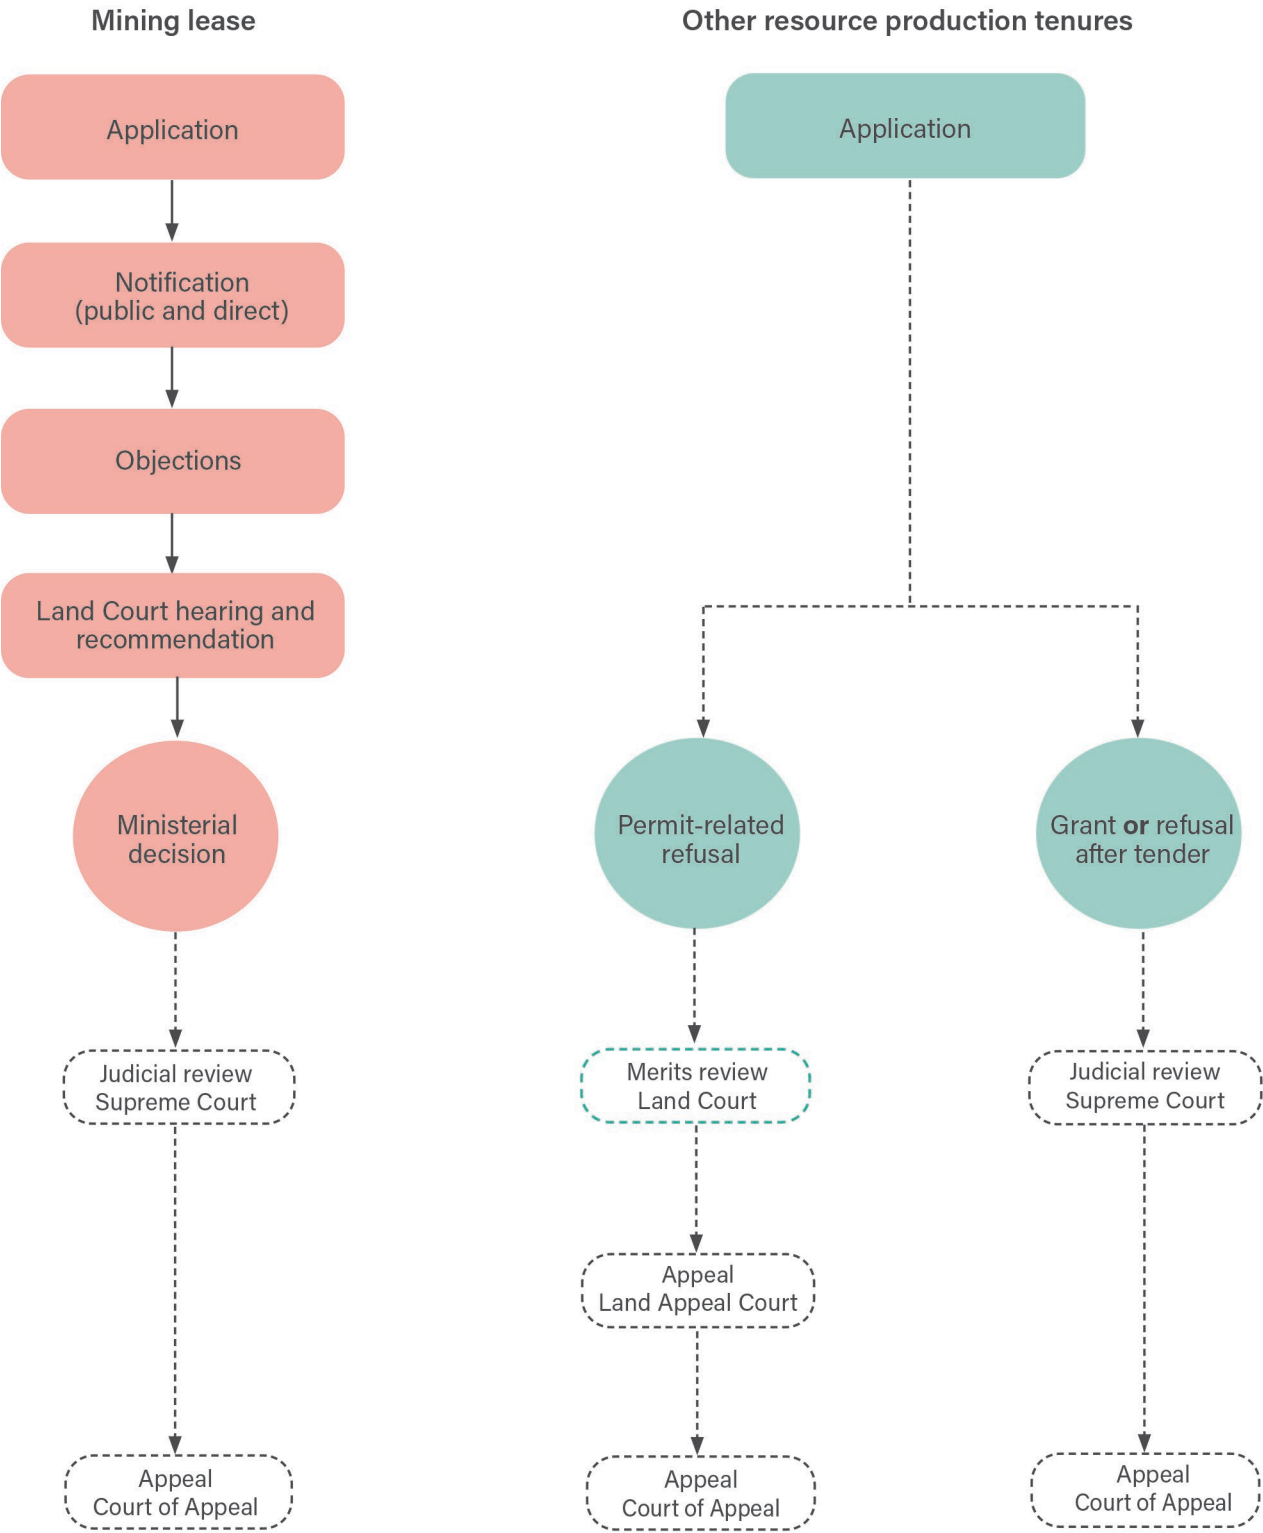 Mining lease
Application
Notification
(public and direct)
Objections
Land Court hearing and
recommendation
Ministerial
decision
Judicial review
Supreme Court
Appeal
Court of Appeal
Other resource production tenures
Application
Permit-related
refusal
Merits review
Land Court
Appeal
Land Appeal Court
Appeal
Court of Appeal
Grant or refusal
after tender
Judicial review
Supreme Court
Appeal
Court of Appeal